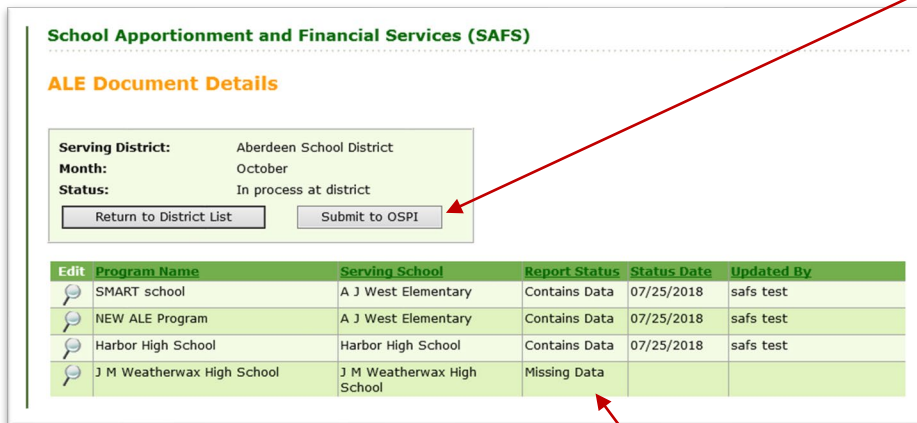 School Apportionment and Financial Services (SAFS)
ALE Document Details
Serving District: Aberdeen School District
Month: October
Status: In process at district
Return to District List Submit to OSPI
Edit Program Name Serving School Report Status Status Date Updated By
SMART school A J West Elementary Contains Data 07/25/2018 safs test
NEW ALE Program A J West Elementary Contains Data 07/25/2018 safs test
Harbor High School Harbor High School Contains Data 07/25/2018 safs test
J M Weatherwax High School J M Weatherwax High Missing Data
School